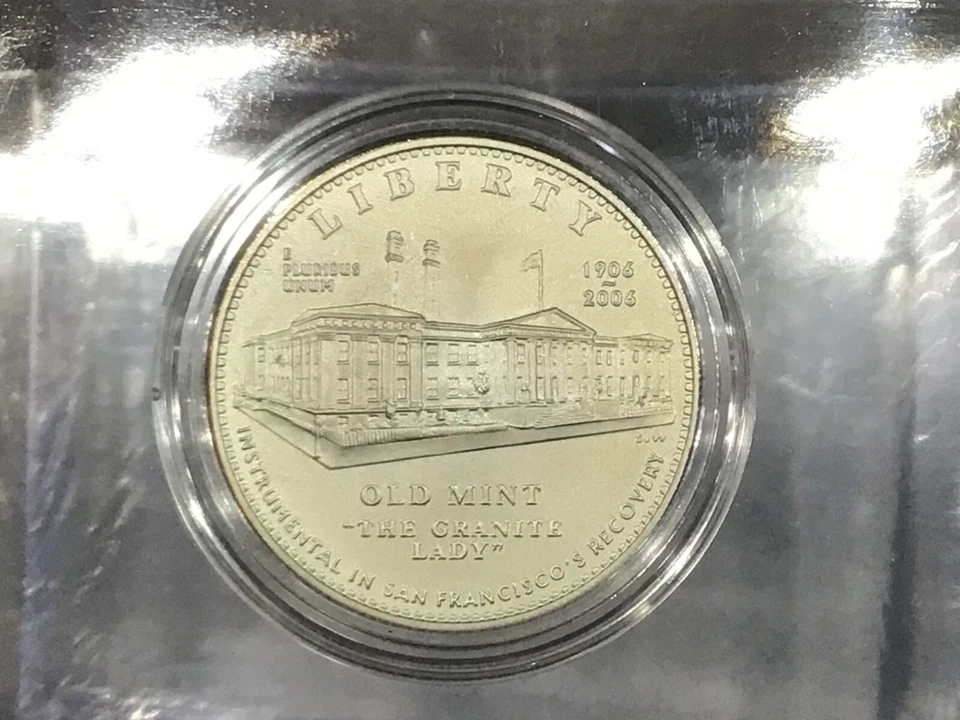 LIBERTY
E
PLURIBUS
UNUM
1906
~
2006
OLD MINT
"THE GRANITE
LADY"
INSTRUMENTAL IN SAN FRANCISCO'S RECOVERY